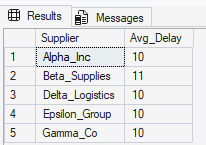 Results Messages
Supplier Avg_Delay
1 Alpha_Inc 10
2 Beta_Supplies 11
3 Delta_Logistics 10
4 Epsilon_Group 10
5 Gamma_Co 10